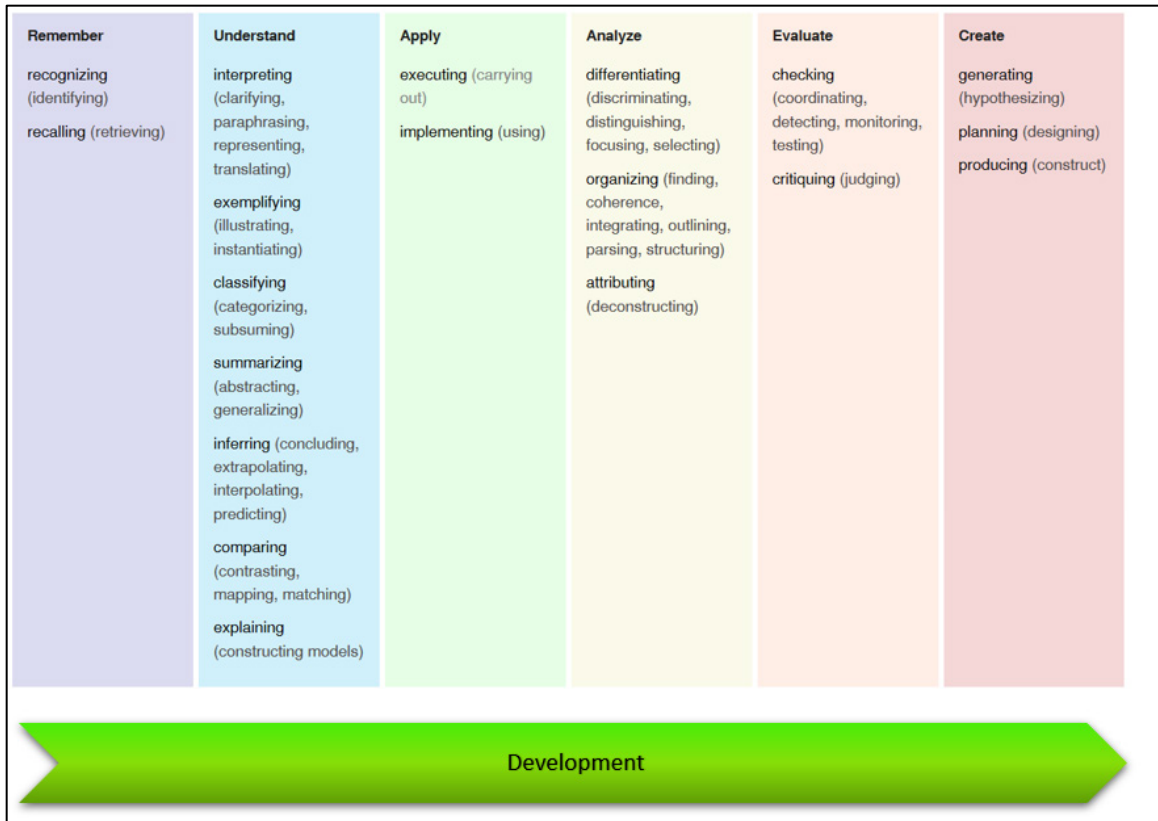 Remember
recognizing
(identifying)
recalling (retrieving)
Understand
interpreting
(clarifying,
paraphrasing,
representing,
translating)
exemplifying
(illustrating,
instantiating)
classifying
(categorizing,
subsuming)
summarizing
(abstracting,
generalizing)
inferring (concluding,
extrapolating,
interpolating,
predicting)
comparing
(contrasting,
mapping, matching)
explaining
(constructing models)
Apply
executing (carrying
out)
implementing (using)
Analyze
differentiating
(discriminating,
distinguishing,
focusing, selecting)
organizing (finding,
coherence,
integrating, outlining,
parsing, structuring)
attributing
(deconstructing)
Evaluate
checking
(coordinating,
detecting, monitoring,
testing)
critiquing (judging)
Create
generating
(hypothesizing)
planning (designing)
producing (construct)
Development